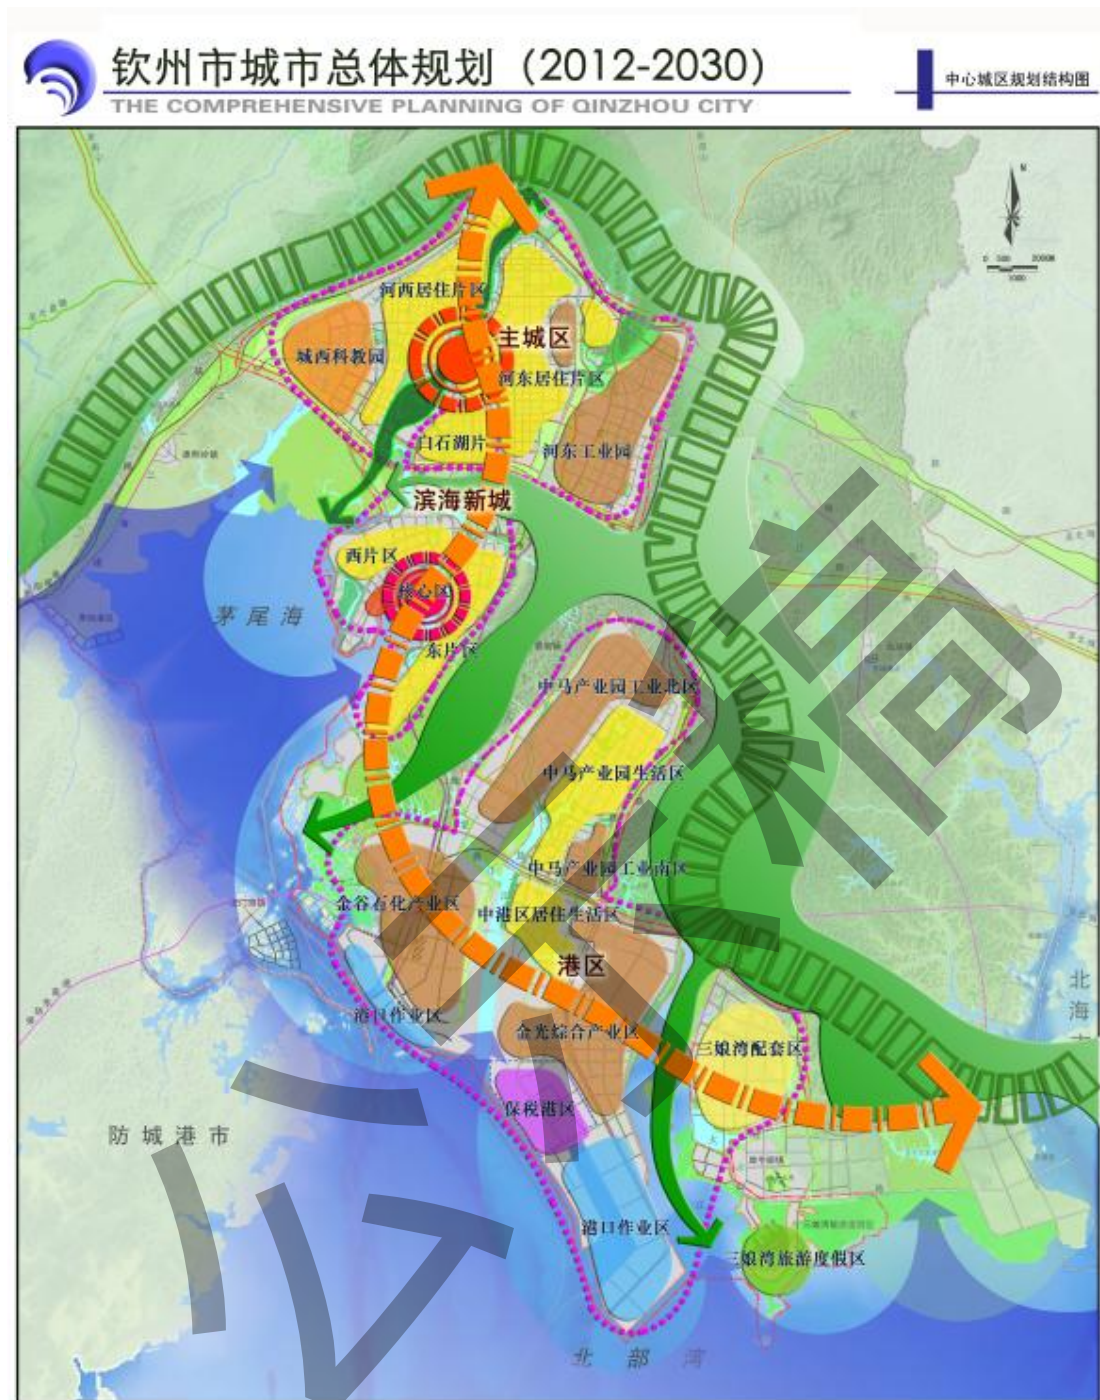 钦州市城市总体规划（2012-2030）
THE COMPREHENSIVE PLANNING OF QINZHOU CITY
中心城区规划结构图
N
河西居住片区
主城区
城西科教园
河东居住片区
白石湖片
河东工业园
滨海新城
西片区
核心区
茅尾海
东片区
中马产业园工业北区
中马产业园生活区
中马产业园工业南区
金谷石化产业区
中港区居住生活区
港区
北海市
港口作业区
金光综合产业区
三娘湾配套区
保税港区
防城港市
港口作业区
三娘湾旅游度假区
北部湾
公示稿